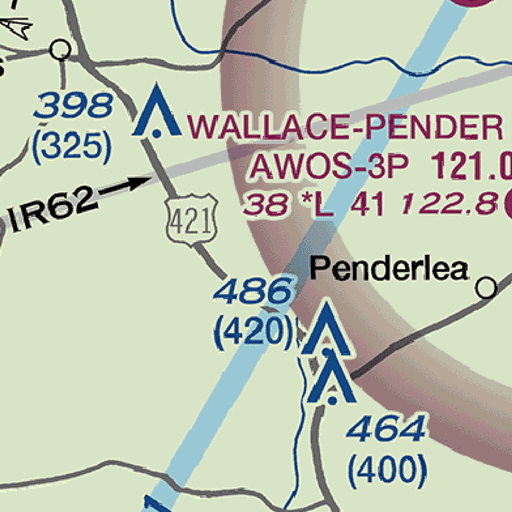 398
(325)
WALLACE-PENDER
AWOS-3P 121.0
38 *L 41 122.8
IR62
421
Penderlea
486
(420)
464
(400)